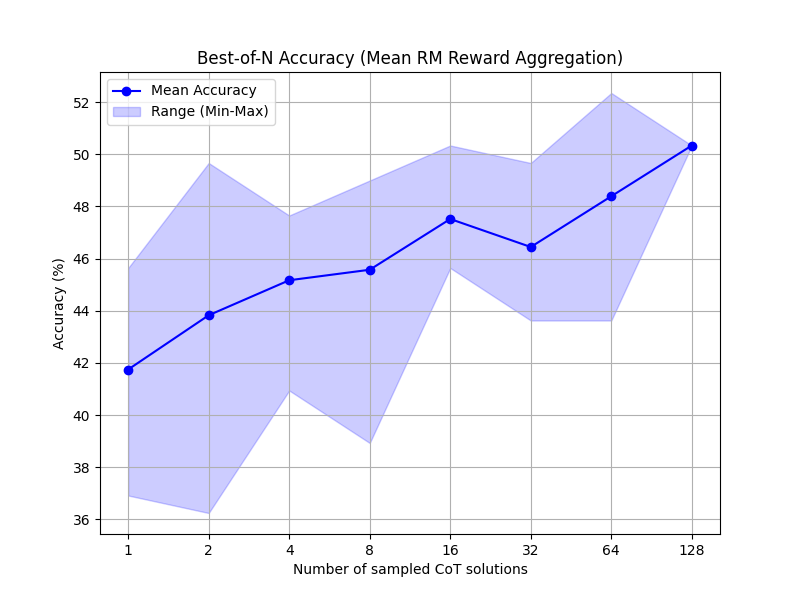 Best-of-N Accuracy (Mean RM Reward Aggregation)
Mean Accuracy
Range (Min-Max)
Accuracy (%)
52
50
48
46
44
42
40
38
36
1 2 4 8 16 32 64 128
Number of sampled CoT solutions